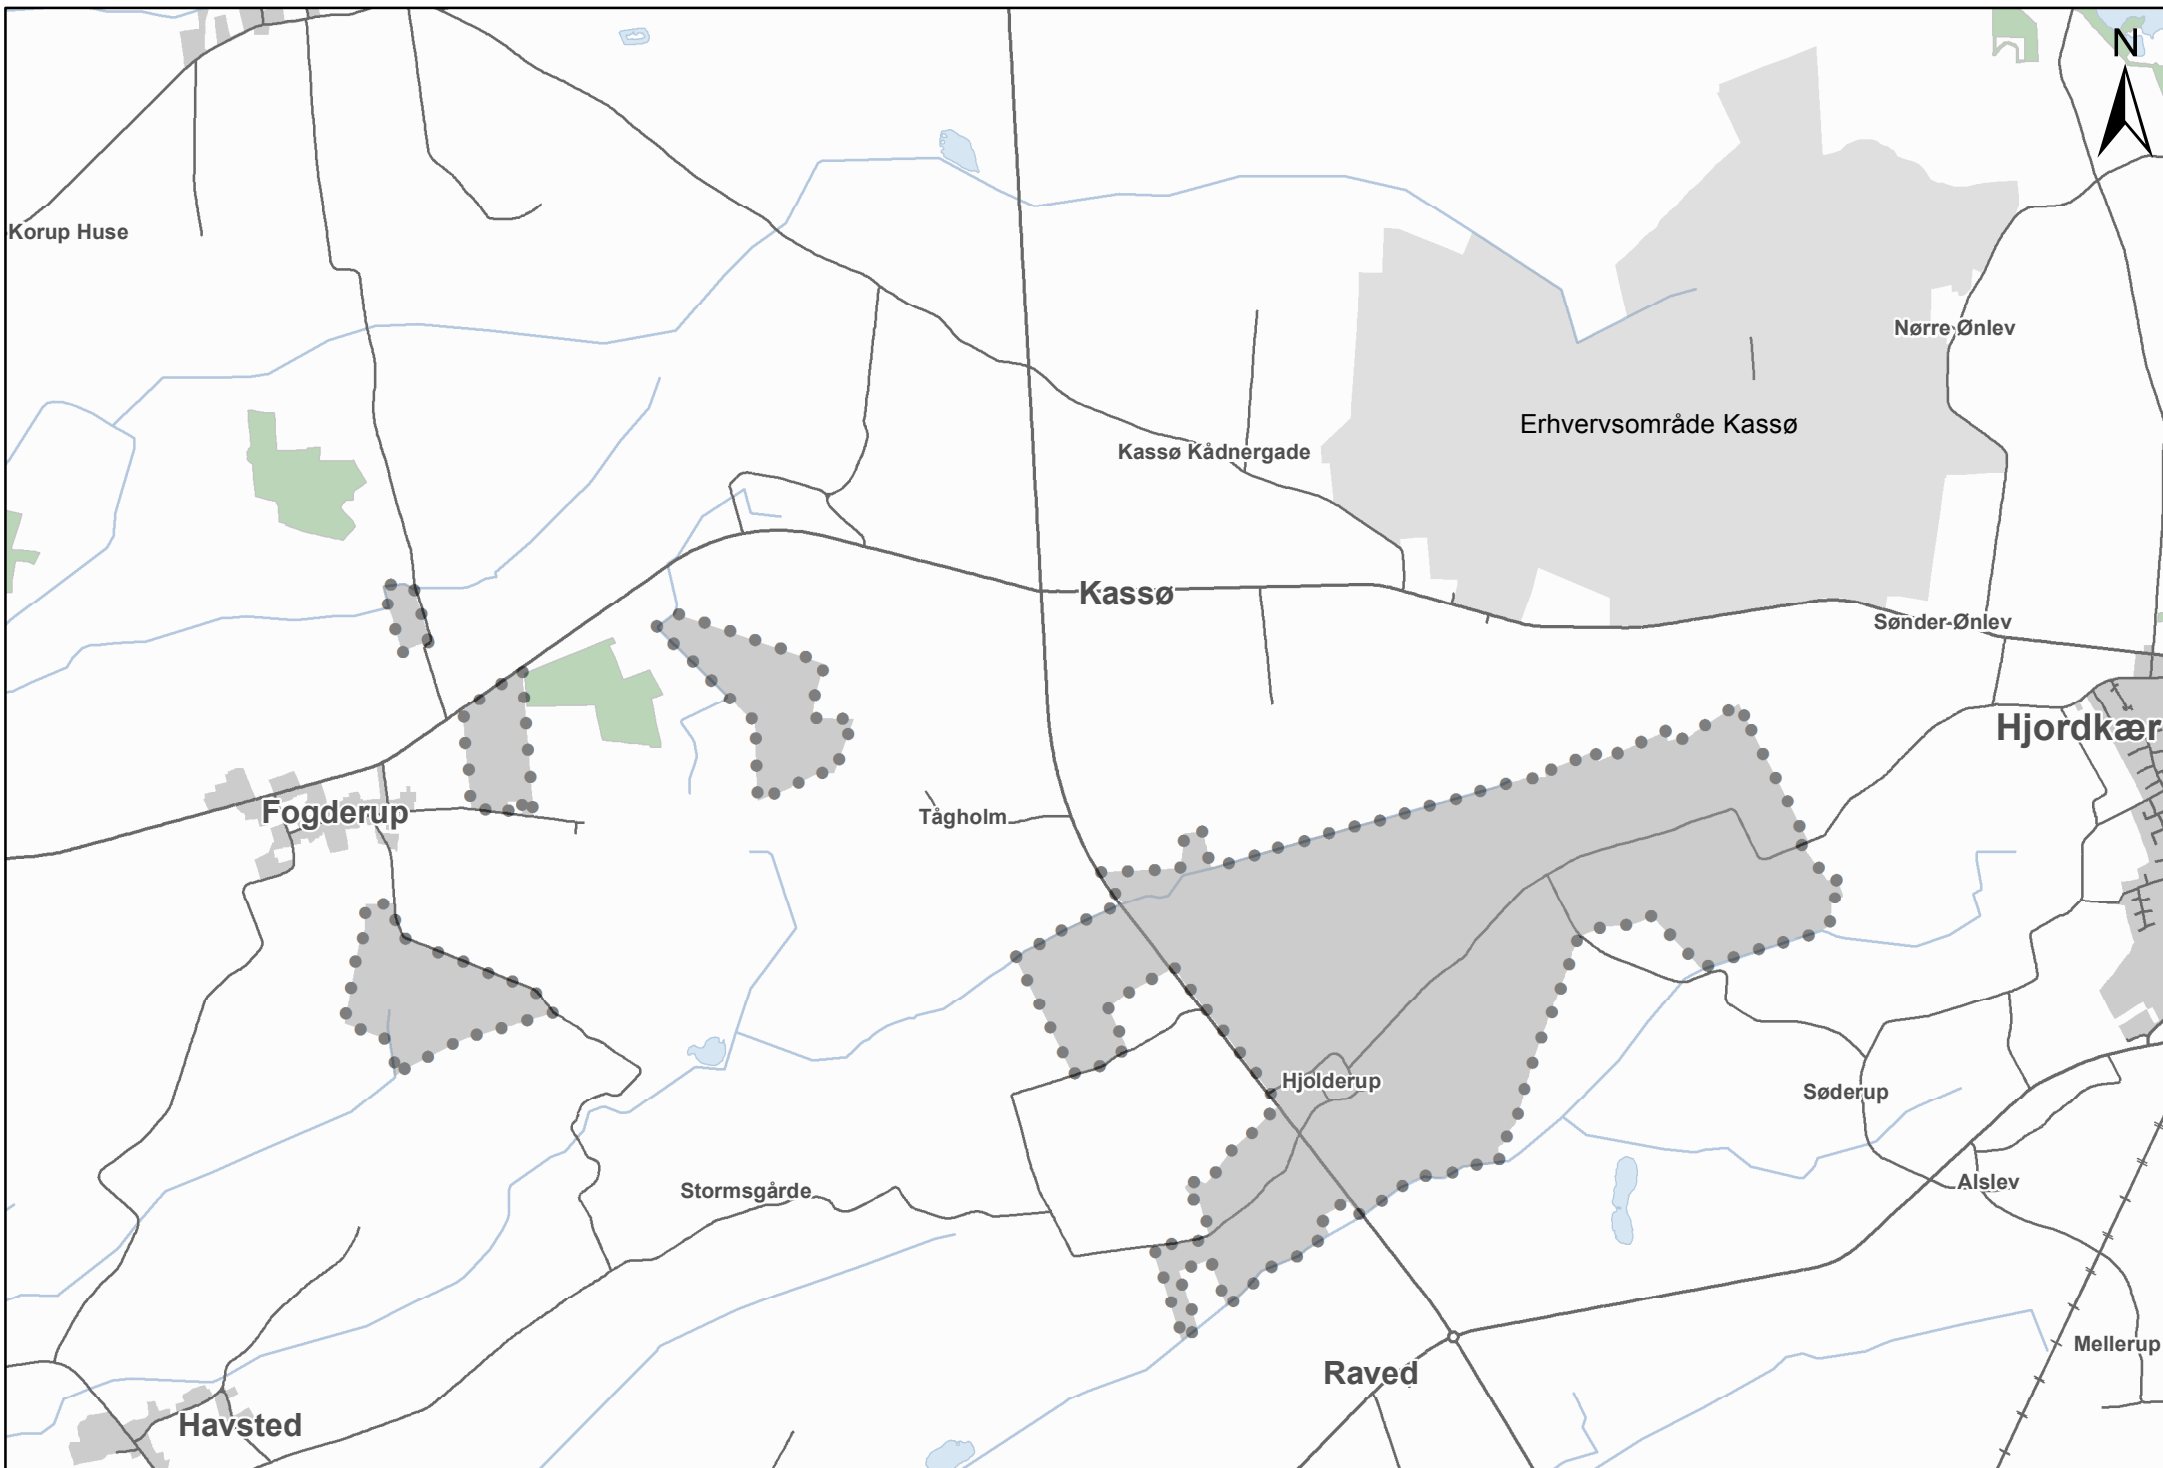 N
Korup Huse
Nørre Ønlev
Erhvervsområde Kassø
Kassø Kådnergade
Kassø
Sønder Ønlev
Hjordkær
Fogderup
Tågholm
Hjolderup
Søderup
Stormsgårde
Alslev
Mellerup
Raved
Havsted